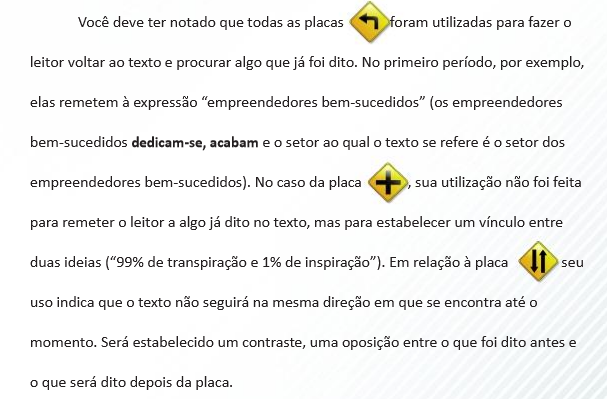 Você deve ter notado que todas as placas foram utilizadas para fazer o
leitor voltar ao texto e procurar algo que já foi dito. No primeiro período, por exemplo,
elas remetem à expressão “empreendedores bem-sucedidos” (os empreendedores
bem-sucedidos dedicam-se, acabam e o setor ao qual o texto se refere é o setor dos
empreendedores bem-sucedidos). No caso da placa , sua utilização não foi feita
para remeter o leitor a algo já dito no texto, mas para estabelecer um vínculo entre
duas ideias (“99% de transpiração e 1% de inspiração”). Em relação à placa seu
uso indica que o texto não seguirá na mesma direção em que se encontra até o
momento. Será estabelecido um contraste, uma oposição entre o que foi dito antes e
o que será dito depois da placa.